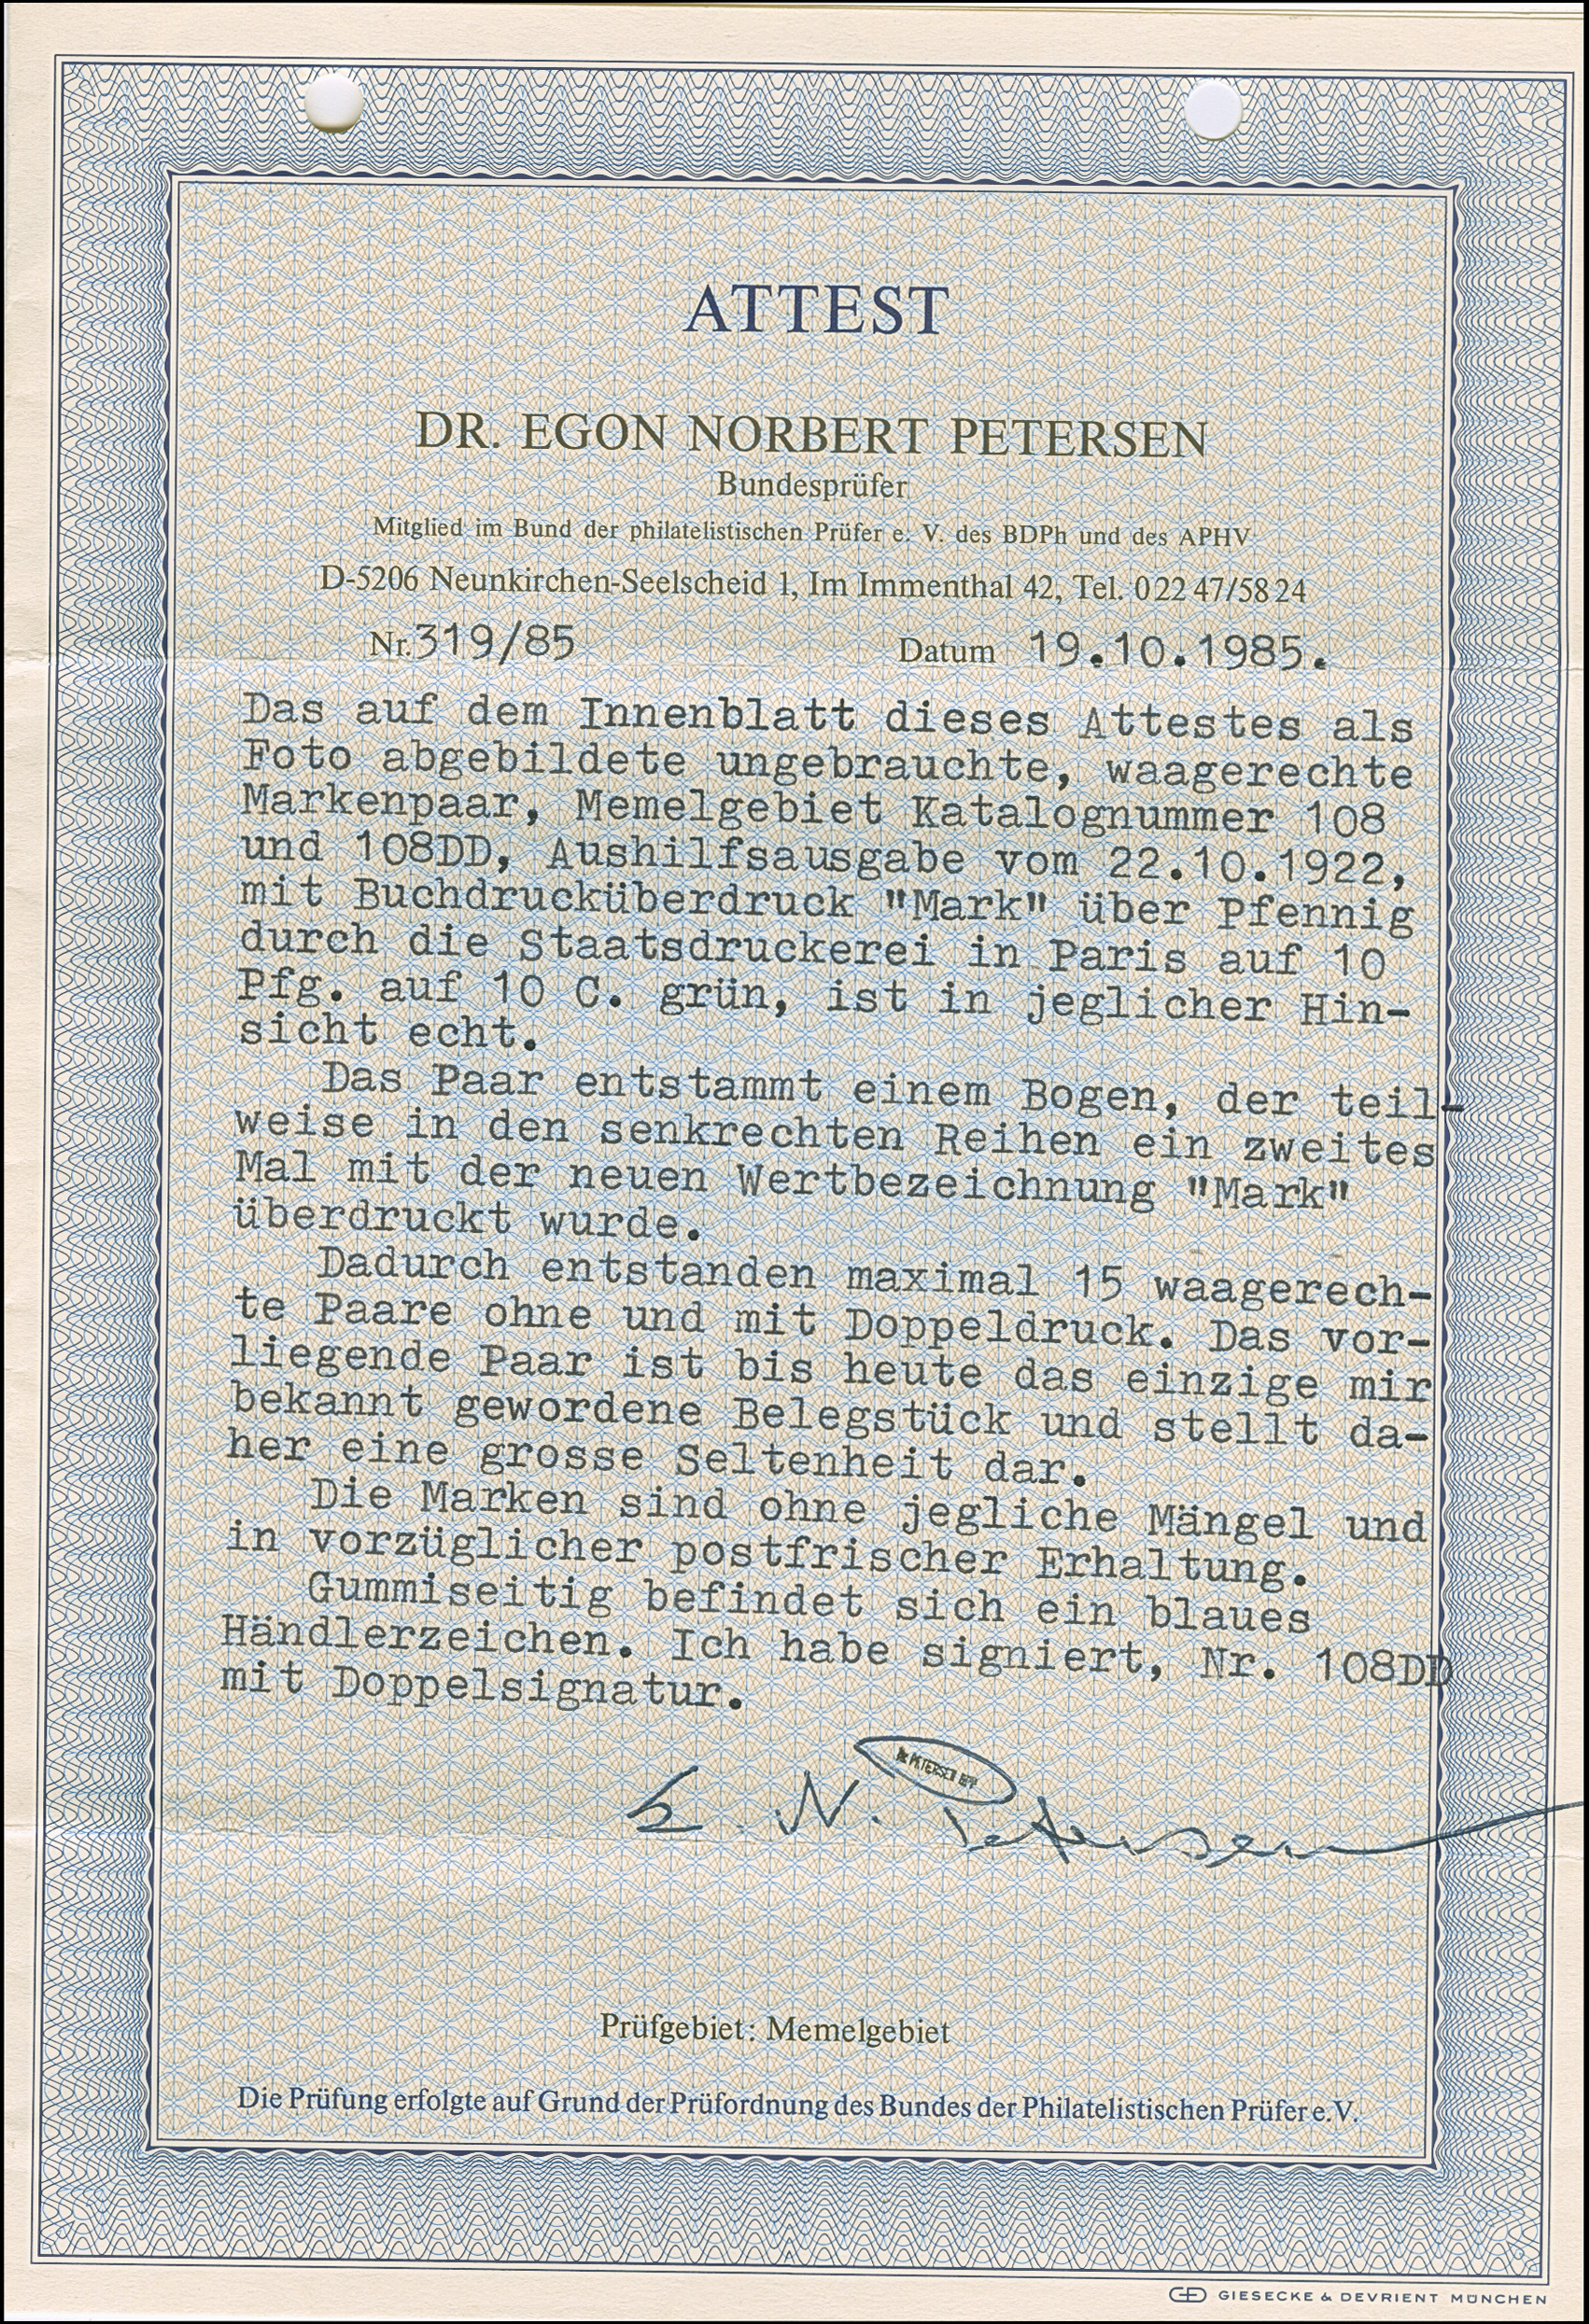 ATTEST
DR. EGON NORBERT PETERSEN
Bundesprüfer
Mitglied im Bund der philatelistischen Prüfer e. V. des BDPh und des APHV
D-5206 Neunkirchen-Seelscheid 1, Im Immenthal 42, Tel. 0 22 47/58 24
Nr. 319/85 Datum 19.10.1985.
Das auf dem Innenblatt dieses Attestes als
Foto abgebildete ungebrauchte, waagerechte
Markenpaar, Memelgebiet Katalognummer 108
und 108DD, Aushilfsausgabe vom 22.10.1922,
mit Buchdrucküberdruck "Mark" über Pfennig
durch die Staatsdruckerei in Paris auf 10
Pfg. auf 10 C. grün, ist in jeglicher Hin-
sicht echt.
Das Paar entstammt einem Bogen, der teil-
weise in den senkrechten Reihen ein zweites
Mal mit der neuen Wertbezeichnung "Mark"
überdruckt wurde.
Dadurch entstanden maximal 15 waagerech-
te Paare ohne und mit Doppeldruck. Das vor-
liegende Paar ist bis heute das einzige mir
bekannt gewordene Belegstück und stellt da-
her eine grosse Seltenheit dar.
Die Marken sind ohne jegliche Mängel und
in vorzüglicher postfrischer Erhaltung.
Gummiseitig befindet sich ein blaues
Händlerzeichen. Ich habe signiert, Nr. 108DD
mit Doppelsignatur.
E. N. Petersen
Prüfgebiet: Memelgebiet
Die Prüfung erfolgte auf Grund der Prüfordnung des Bundes der Philatelistischen Prüfer e.V.
GIESECKE & DEVRIENT MÜNCHEN